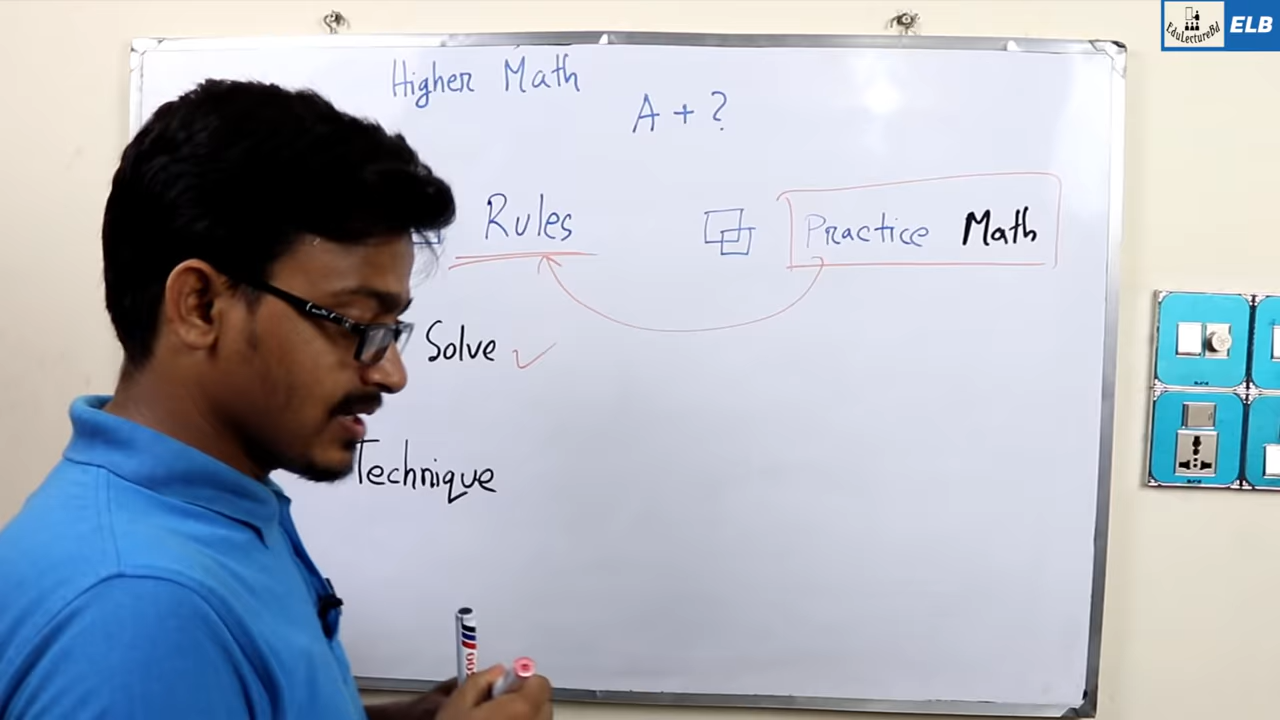 EduLectureBd ELB
Higher Math
A+ ?
Rules
Practice Math
Solve
Technique